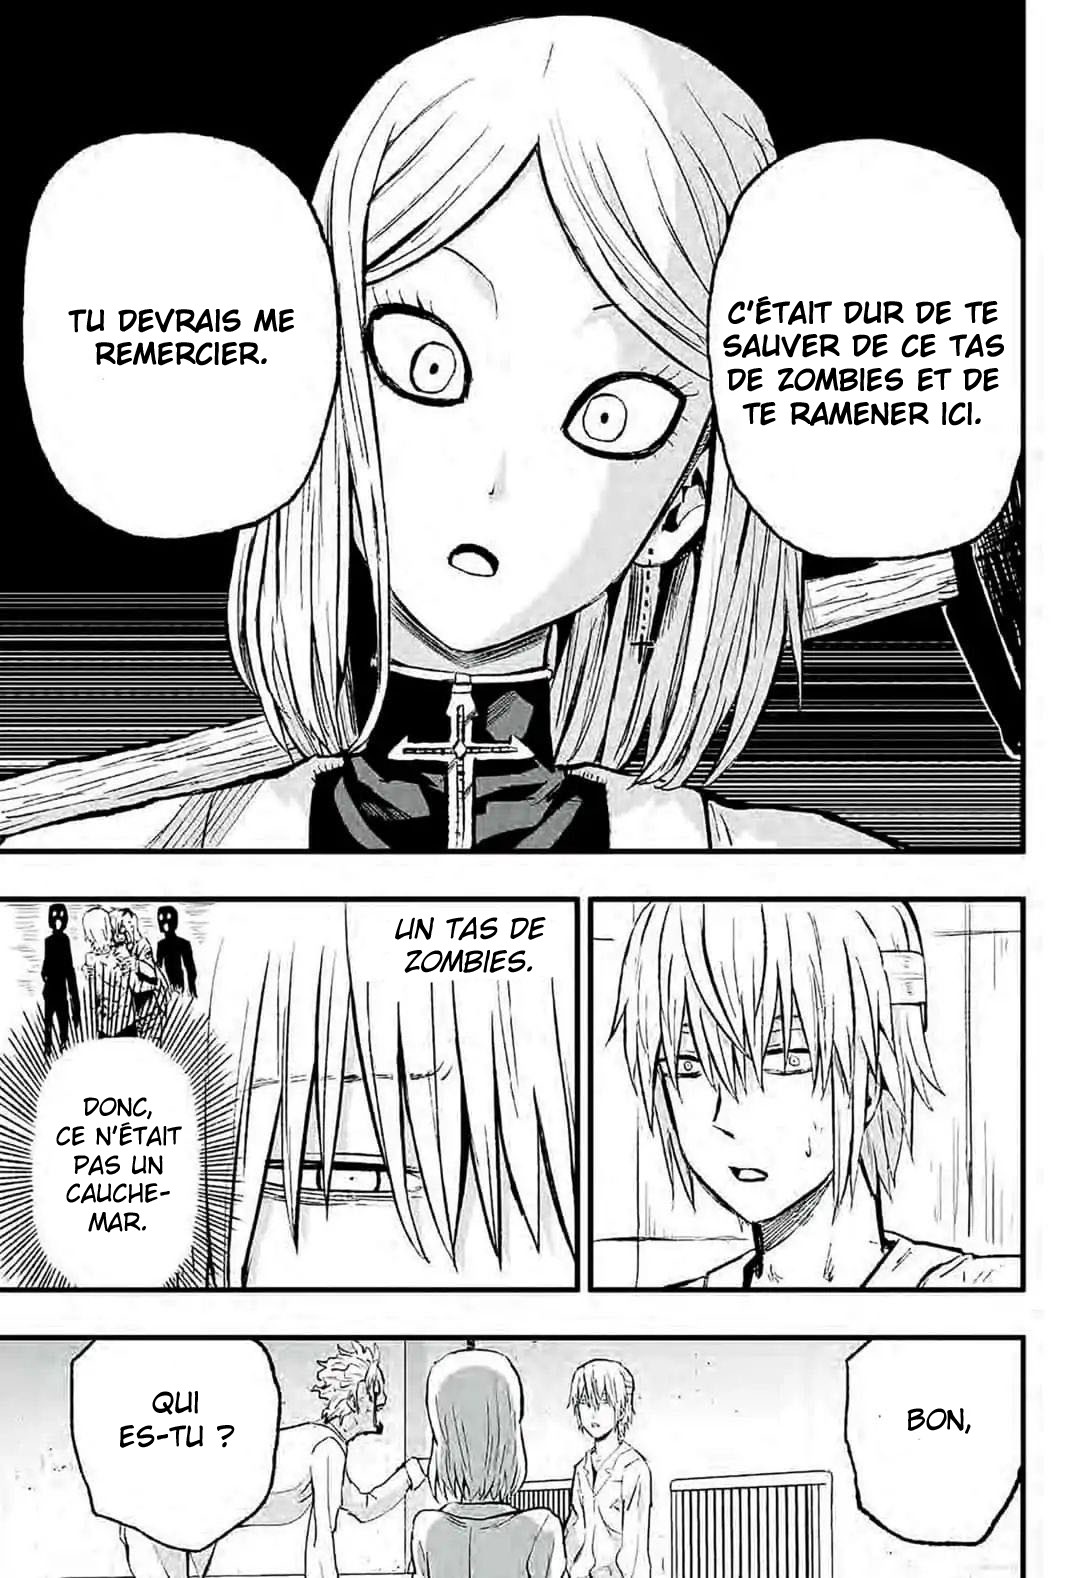 C'ÉTAIT DUR DE TE
SAUVER DE CE TAS
DE ZOMBIES ET DE
TE RAMENER ICI.
TU DEVRAIS ME
REMERCIER.
UN TAS DE
ZOMBIES.
DONC,
CE N'ÉTAIT
PAS UN
CAUCHE-
MAR.
BON,
QUI
ES-TU ?